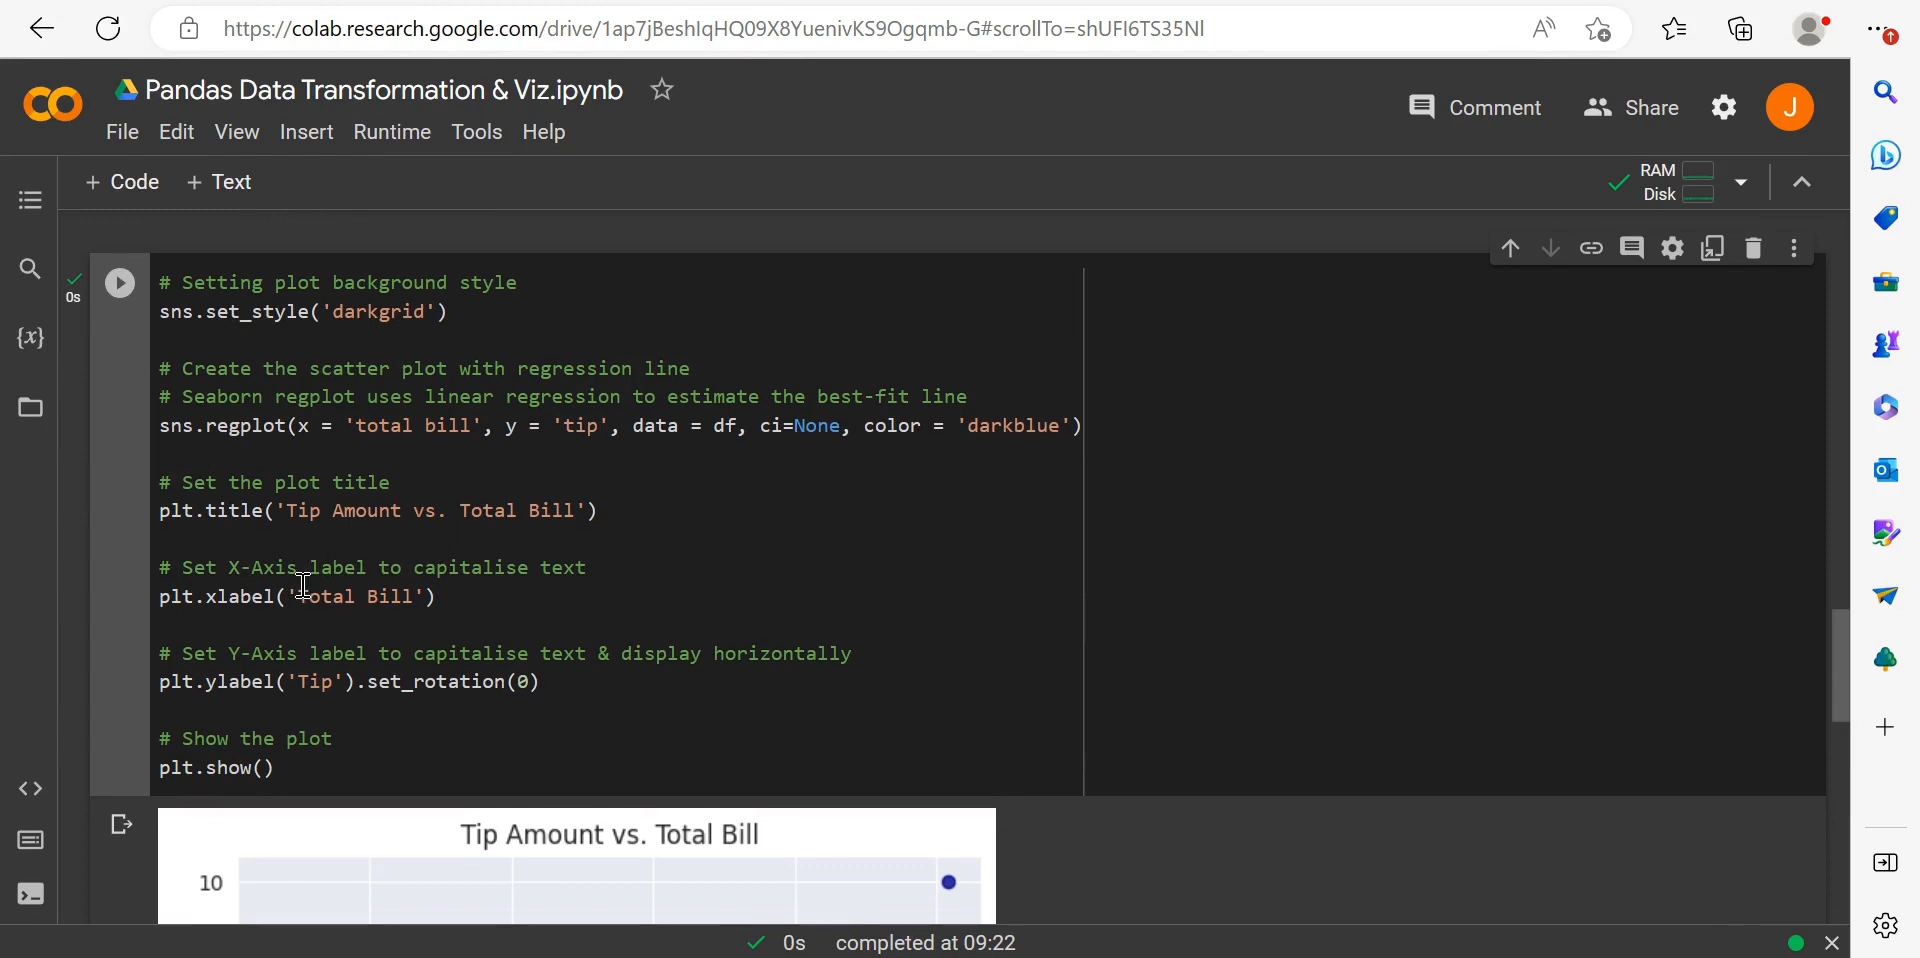 https://colab.research.google.com/drive/1ap7jBeshlqHQ09X8YuenivKS9Ogqmb-G#scrollTo=shUFI6TS35Nl
Pandas Data Transformation & Viz.ipynb
File Edit View Insert Runtime Tools Help
Comment Share J
+ Code + Text
RAM
Disk
0s
# Setting plot background style
sns.set_style('darkgrid')
# Create the scatter plot with regression line
# Seaborn regplot uses linear regression to estimate the best-fit line
sns.regplot(x = 'total bill', y = 'tip', data = df, ci=None, color = 'darkblue')
# Set the plot title
plt.title('Tip Amount vs. Total Bill')
# Set X-Axis label to capitalise text
plt.xlabel('Total Bill')
# Set Y-Axis label to capitalise text & display horizontally
plt.ylabel('Tip').set_rotation(0)
# Show the plot
plt.show()
Tip Amount vs. Total Bill
10
0s completed at 09:22